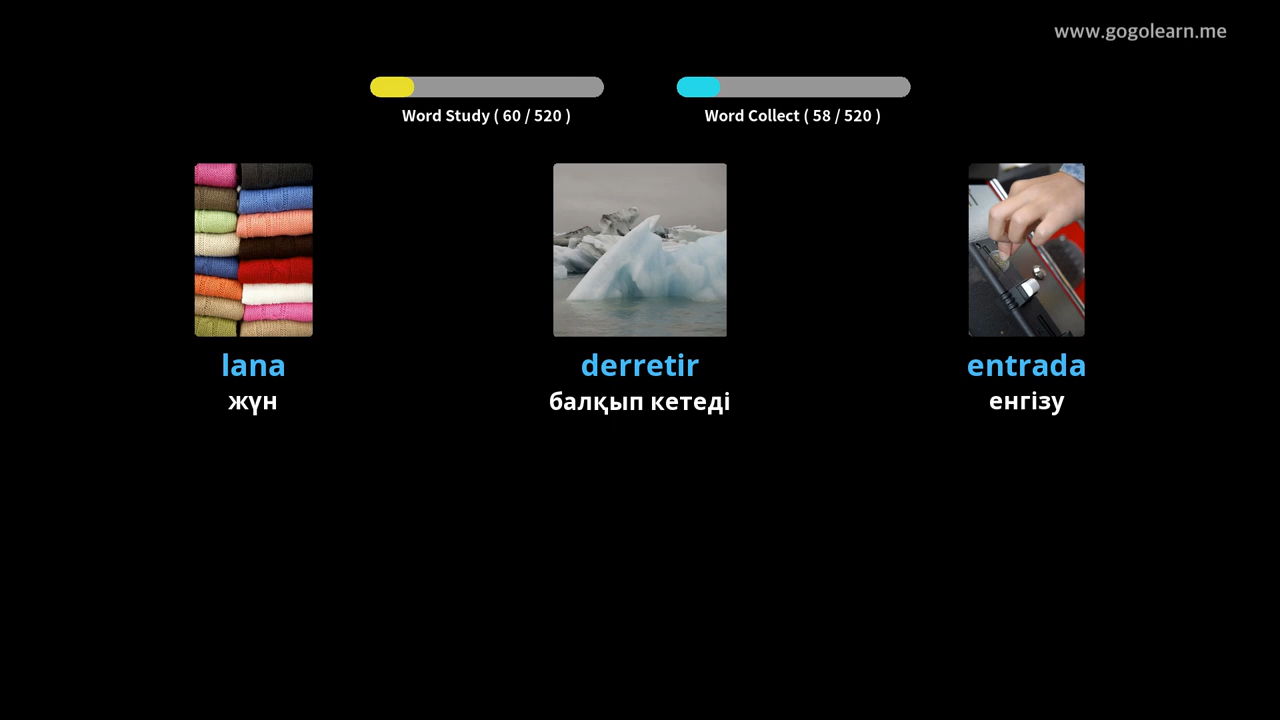 www.gogolearn.me
Word Study ( 60 / 520 )
Word Collect ( 58 / 520 )
lana
жүн
derretir
балқып кетеді
entrada
енгізу